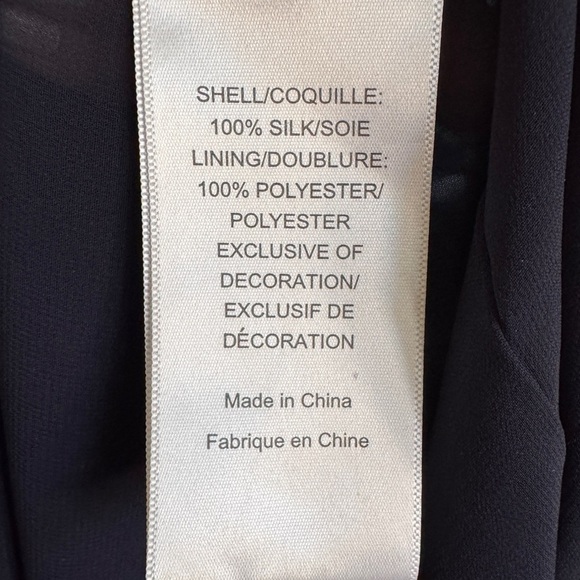 SHELL/COQUILLE:
100% SILK/SOIE
LINING/DOUBLURE:
100% POLYESTER/
POLYESTER
EXCLUSIVE OF
DECORATION/
EXCLUSIF DE
DÉCORATION
Made in China
Fabrique en Chine